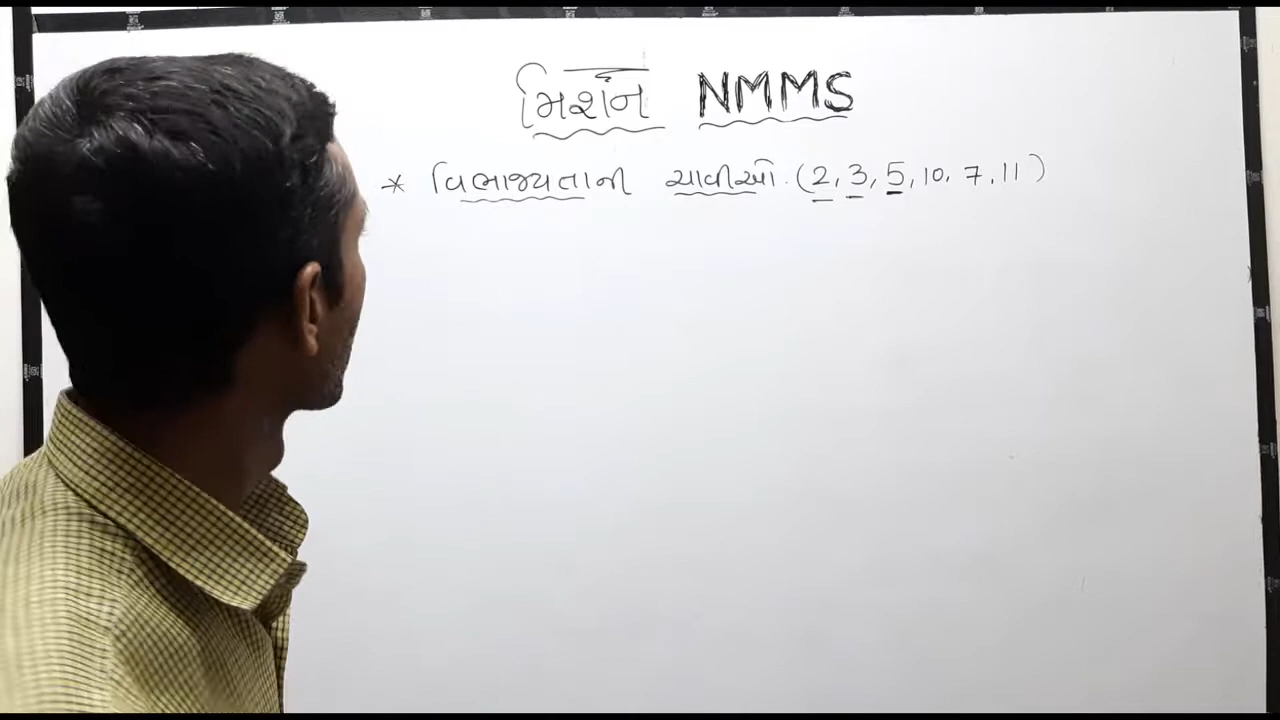 મિશન NMMS
* વિભાજ્યતાની ચાવીઓ. (2, 3, 5, 10, 7, 11)